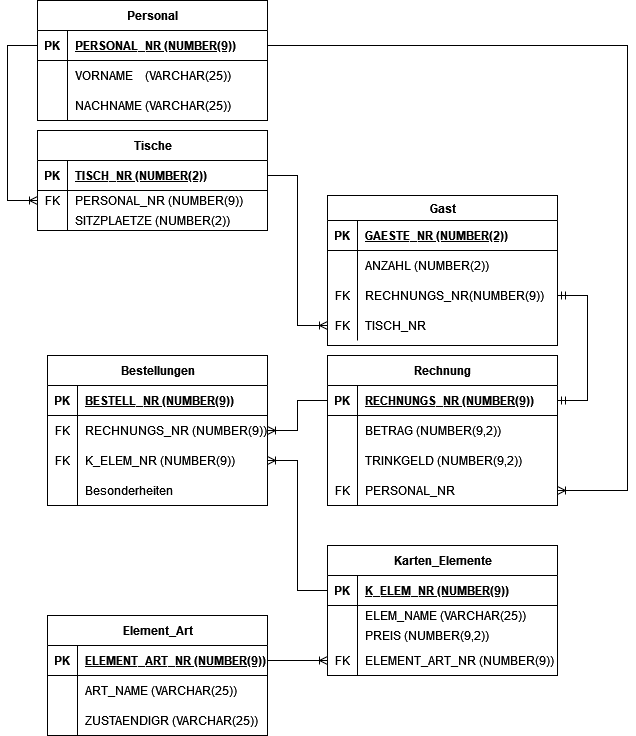 Personal
PK PERSONAL_NR (NUMBER(9))
VORNAME (VARCHAR(25))
NACHNAME (VARCHAR(25))
Tische
PK TISCH_NR (NUMBER(2))
FK PERSONAL_NR (NUMBER(9))
SITZPLAETZE (NUMBER(2))
Gast
PK GAESTE_NR (NUMBER(2))
ANZAHL (NUMBER(2))
FK RECHNUNGS_NR(NUMBER(9))
FK TISCH_NR
Bestellungen
PK BESTELL_NR (NUMBER(9))
FK RECHNUNGS_NR (NUMBER(9))
FK K_ELEM_NR (NUMBER(9))
Besonderheiten
Rechnung
PK RECHNUNGS_NR (NUMBER(9))
BETRAG (NUMBER(9,2))
TRINKGELD (NUMBER(9,2))
FK PERSONAL_NR
Karten_Elemente
PK K_ELEM_NR (NUMBER(9))
ELEM_NAME (VARCHAR(25))
PREIS (NUMBER(9,2))
FK ELEMENT_ART_NR (NUMBER(9))
Element_Art
PK ELEMENT_ART_NR (NUMBER(9))
ART_NAME (VARCHAR(25))
ZUSTAENDIGR (VARCHAR(25))